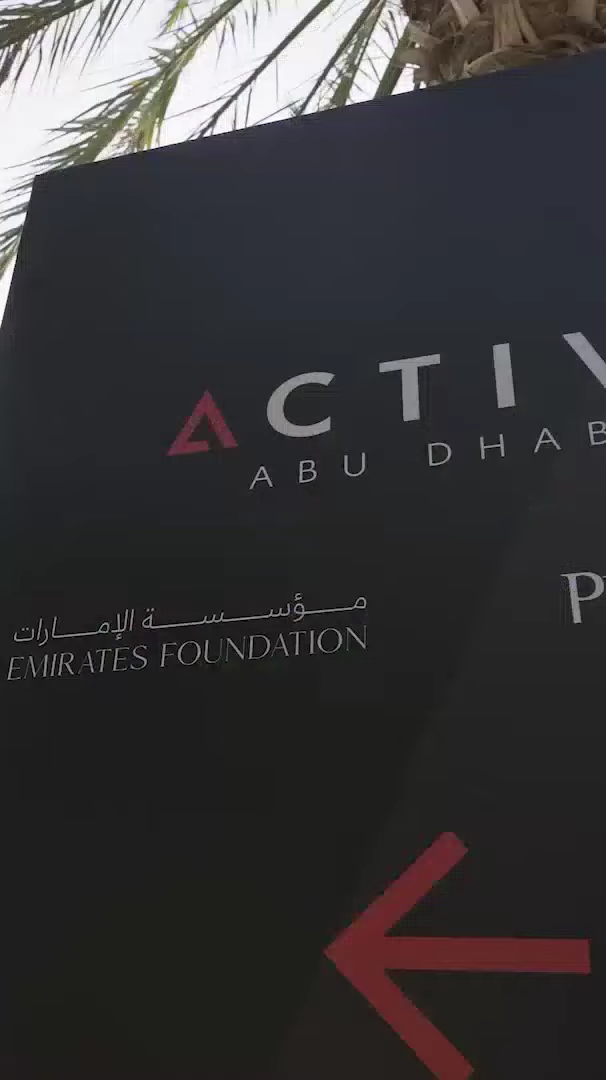 ACTIV
ABU DHAB
مؤسسة الإمارات
EMIRATES FOUNDATION
P